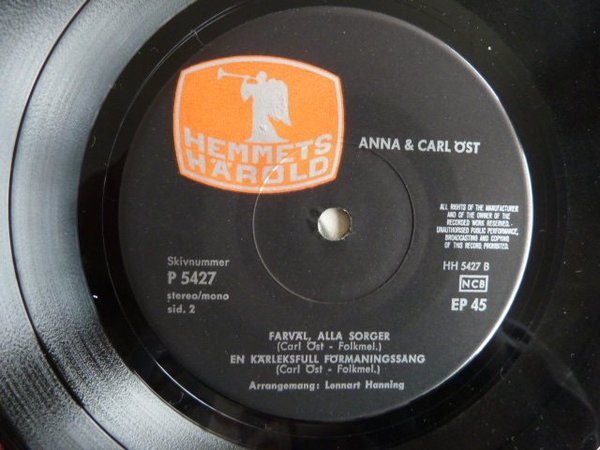 HEMMETS
HÄROLD
ANNA & CARL ÖST
ALL RIGHTS OF THE MANUFACTURER
AND OF THE OWNER OF THE
RECORDED WORK RESERVED.
UNAUTHORISED PUBLIC PERFORMANCE,
BROADCASTING AND COPYING
OF THIS RECORD PROHIBITED.
Skivnummer
P 5427
stereo/mono
sid. 2
HH 5427 B
NCB
EP 45
FARVÄL, ALLA SORGER
(Carl Öst - Folkmel.)
EN KÄRLEKSFULL FÖRMANINGSSANG
(Carl Öst - Folkmel.)
Arrangemang: Lennart Hanning